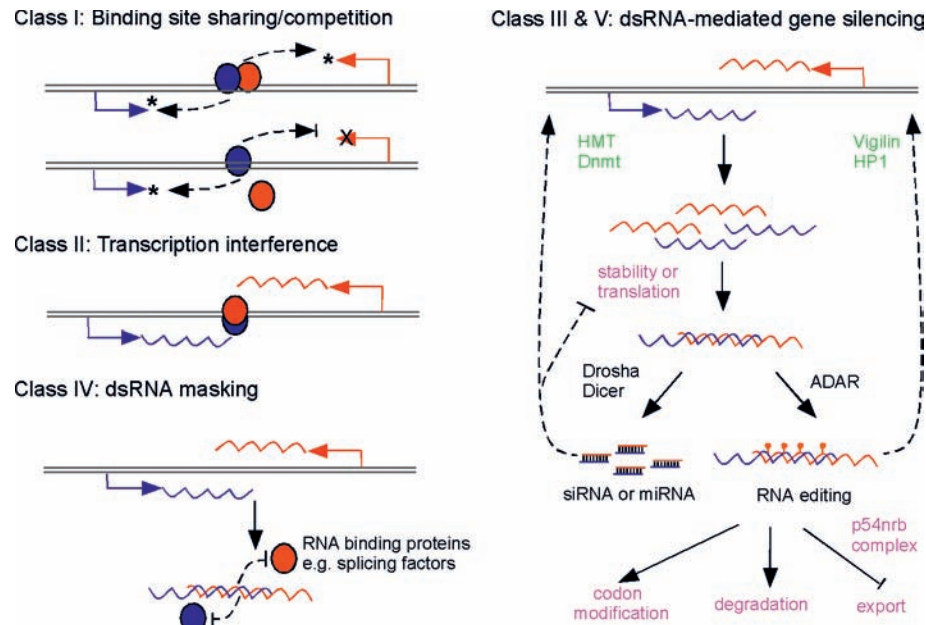 Class I: Binding site sharing/competition
*
*
X
*
Class II: Transcription interference
Class IV: dsRNA masking
RNA binding proteins
e.g. splicing factors
Class III & V: dsRNA-mediated gene silencing
HMT
Dnmt
Vigilin
HP1
stability or
translation
Drosha
Dicer
ADAR
siRNA or miRNA
RNA editing
p54nrb
complex
codon
modification
degradation
export